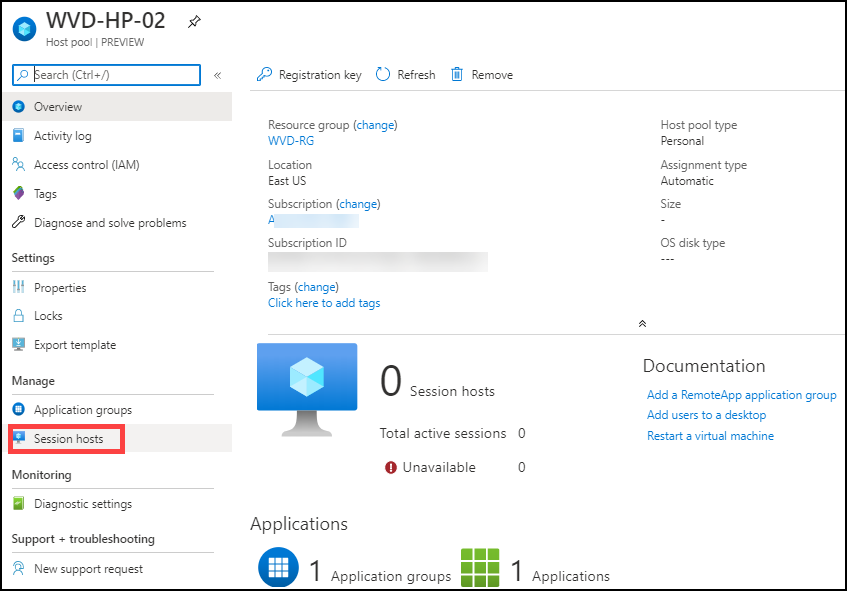 WVD-HP-02
Host pool | PREVIEW
Search (Ctrl+/)
«
Overview
Activity log
Access control (IAM)
Tags
Diagnose and solve problems
Settings
Properties
Locks
Export template
Manage
Application groups
Session hosts
Monitoring
Diagnostic settings
Support + troubleshooting
New support request
Registration key Refresh Remove
Resource group (change)
WVD-RG
Location
East US
Subscription (change)
A
Subscription ID
Tags (change)
Click here to add tags
Host pool type
Personal
Assignment type
Automatic
Size
-
OS disk type
---
0 Session hosts
Total active sessions 0
Unavailable 0
Documentation
Add a RemoteApp application group
Add users to a desktop
Restart a virtual machine
Applications
1 Application groups
1 Applications